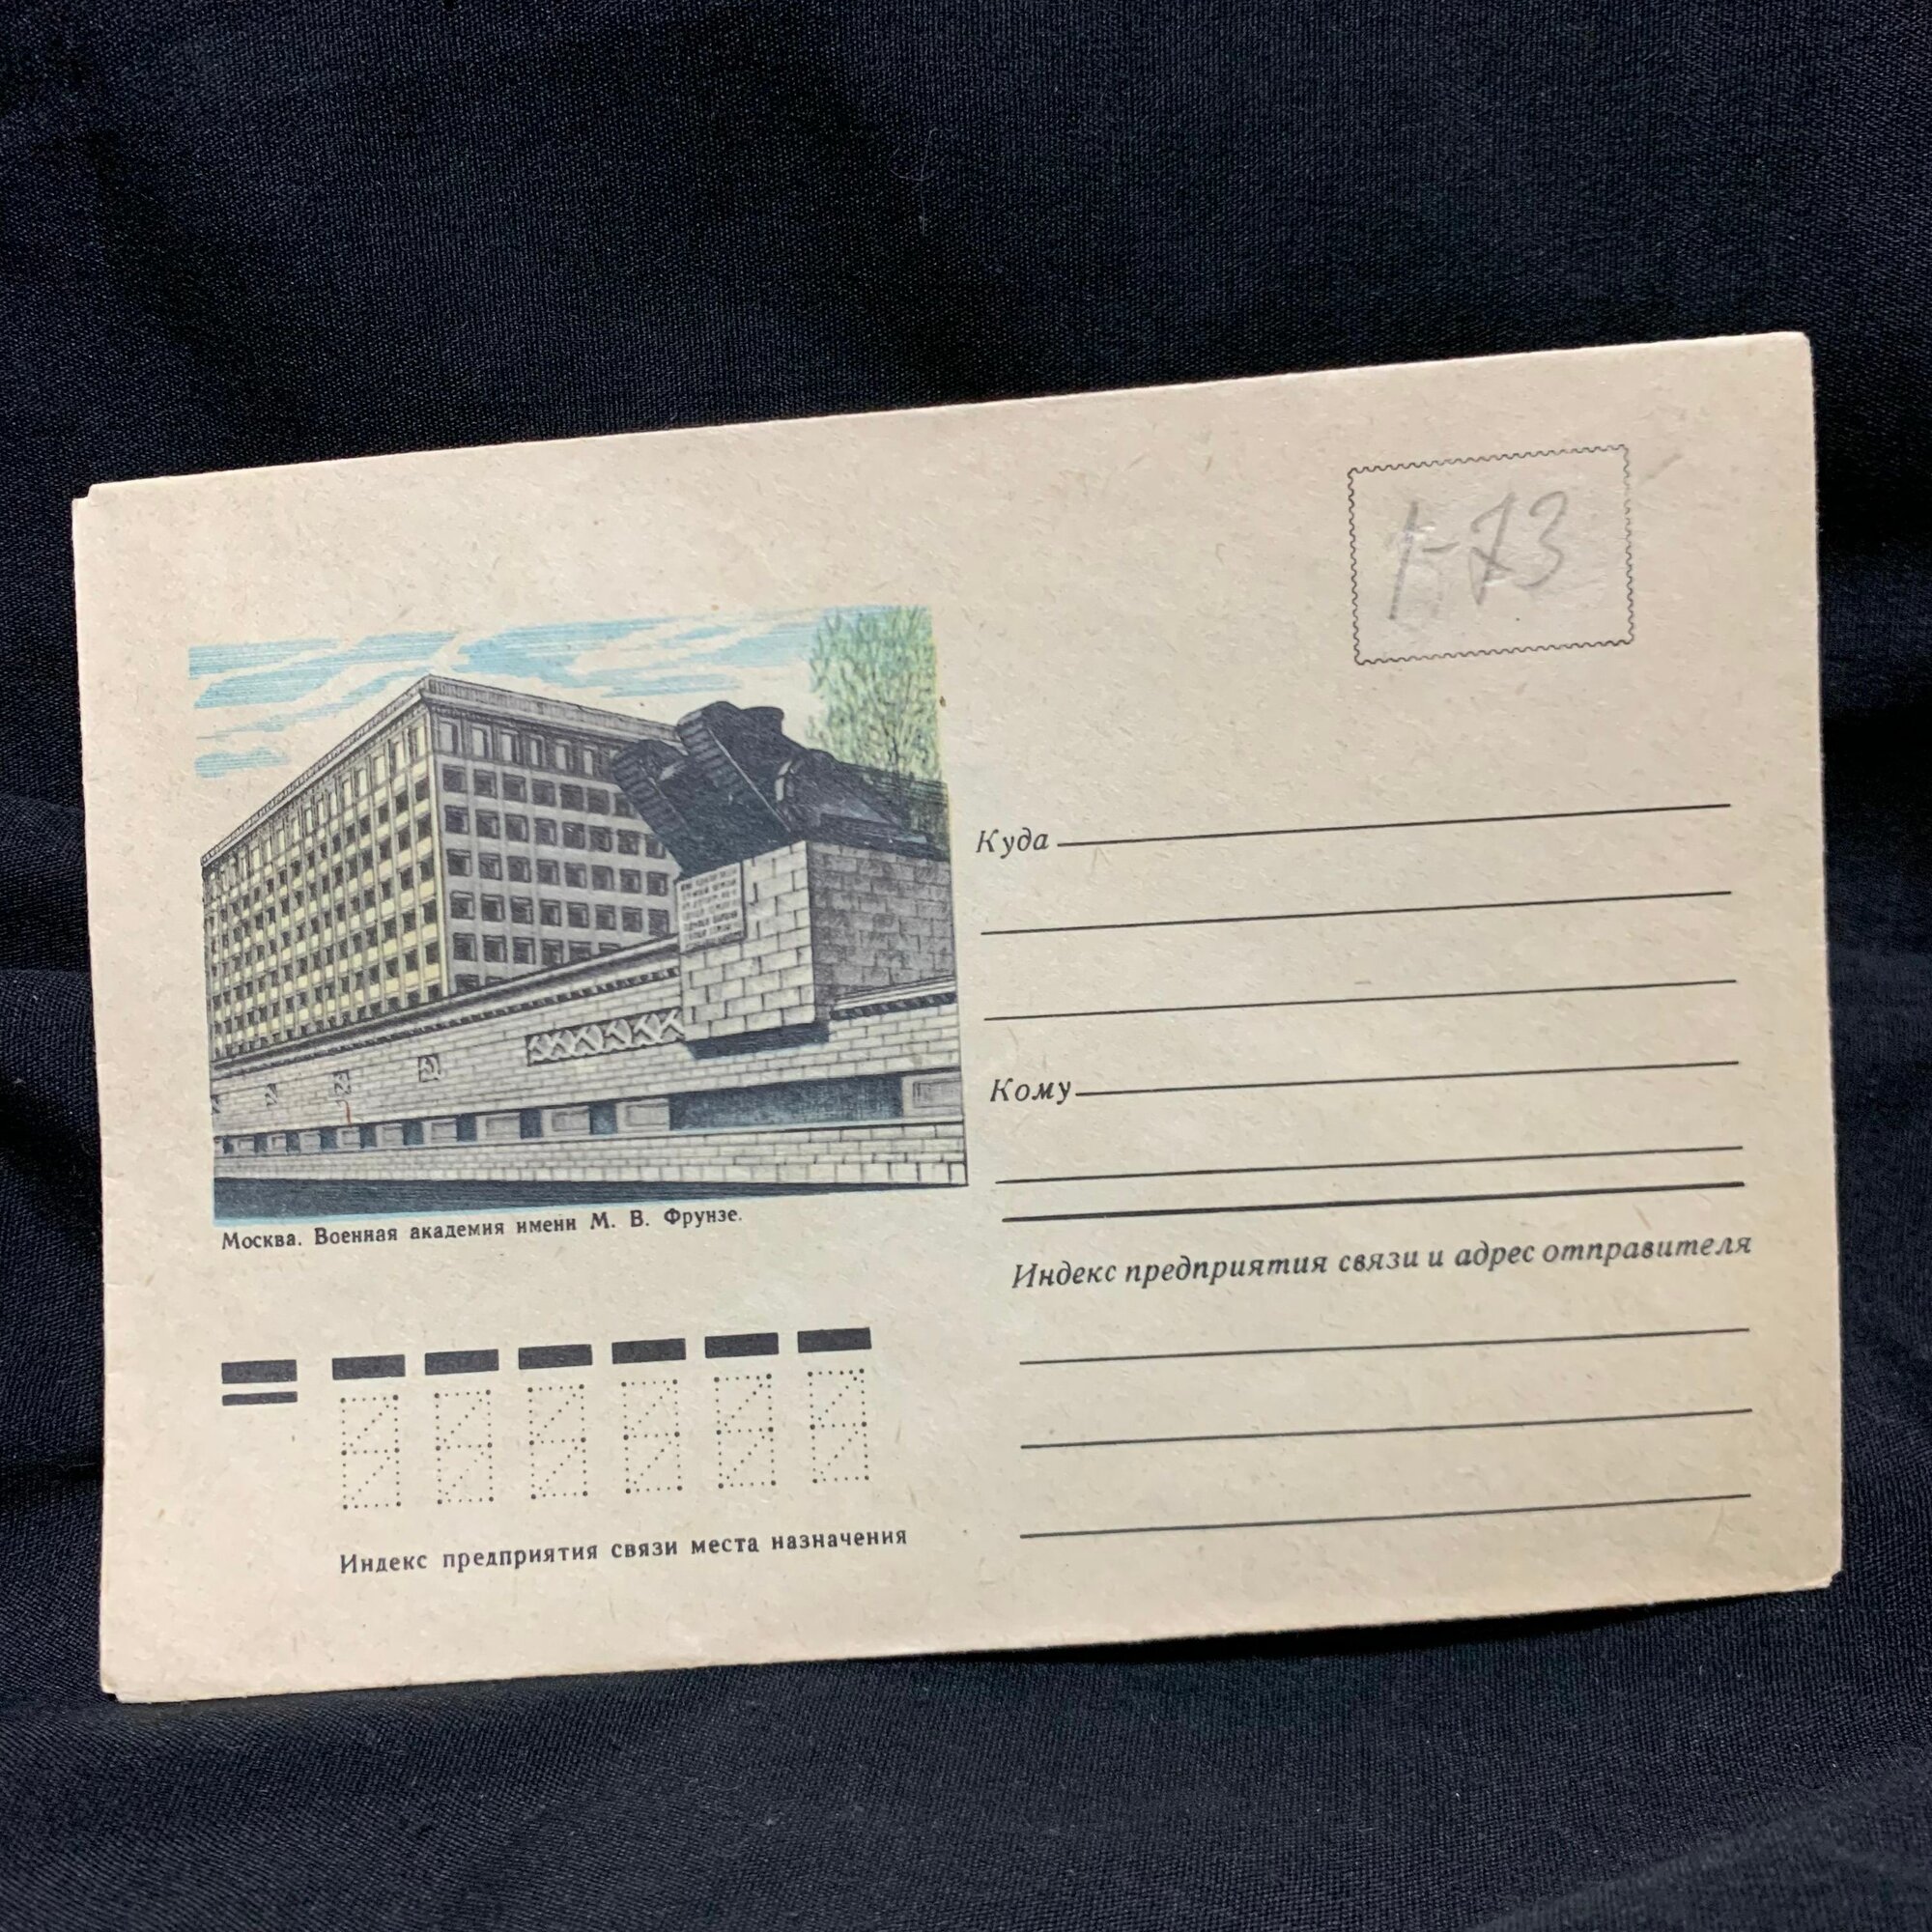 1-73
Москва. Военная академия имени М. В. Фрунзе.
Куда
Кому
Индекс предприятия связи и адрес отправителя
Индекс предприятия связи места назначения